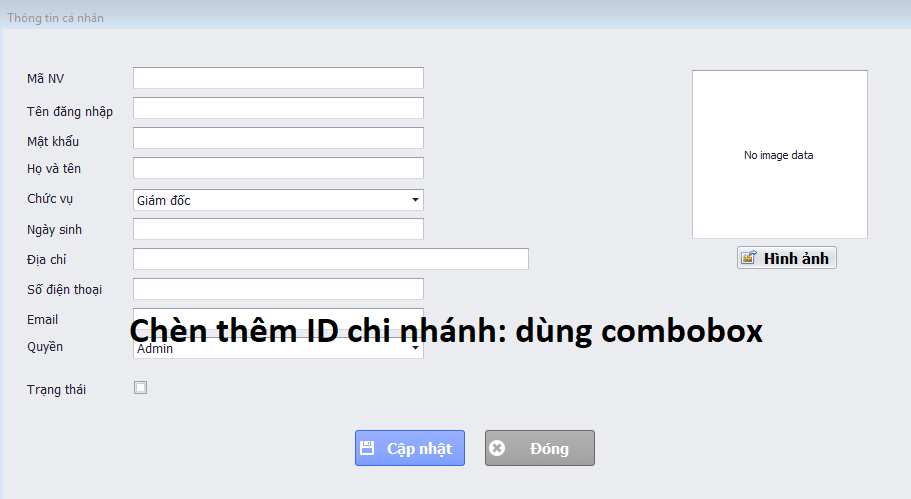 Thông tin cá nhân
Mã NV
Tên đăng nhập
Mật khẩu
Họ và tên
Chức vụ Giám đốc
Ngày sinh
Địa chỉ
Số điện thoại
Email
Chèn thêm ID chi nhánh: dùng combobox
Quyền Admin
Trạng thái
No image data
Hình ảnh
Cập nhật Đóng